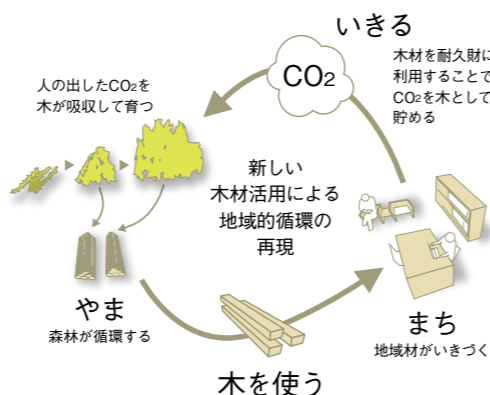 いきる
CO2
木材を耐久財に
利用することで
CO2を木として
貯める
人の出したCO2を
木が吸収して育つ
新しい
木材活用による
地域的循環の
再現
やま
森林が循環する
まち
地域材がいきづく
木を使う